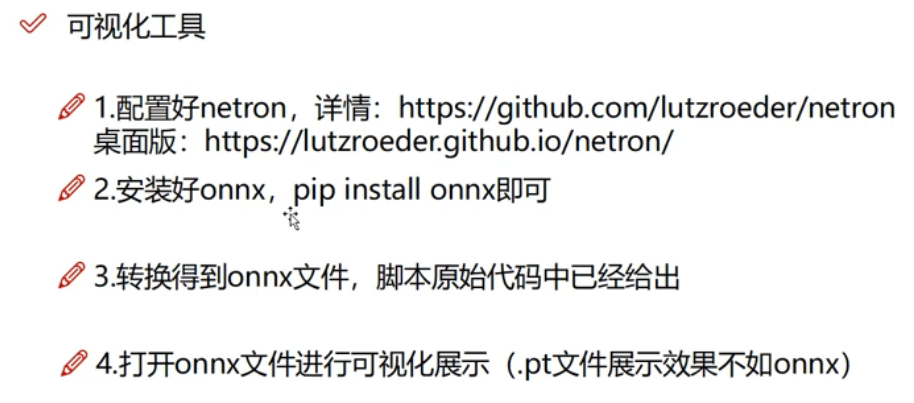 可视化工具
1.配置好netron，详情：https://github.com/lutzroeder/netron
桌面版：https://lutzroeder.github.io/netron/
2.安装好onnx，pip install onnx即可
3.转换得到onnx文件，脚本原始代码中已经给出
4.打开onnx文件进行可视化展示（.pt文件展示效果不如onnx）